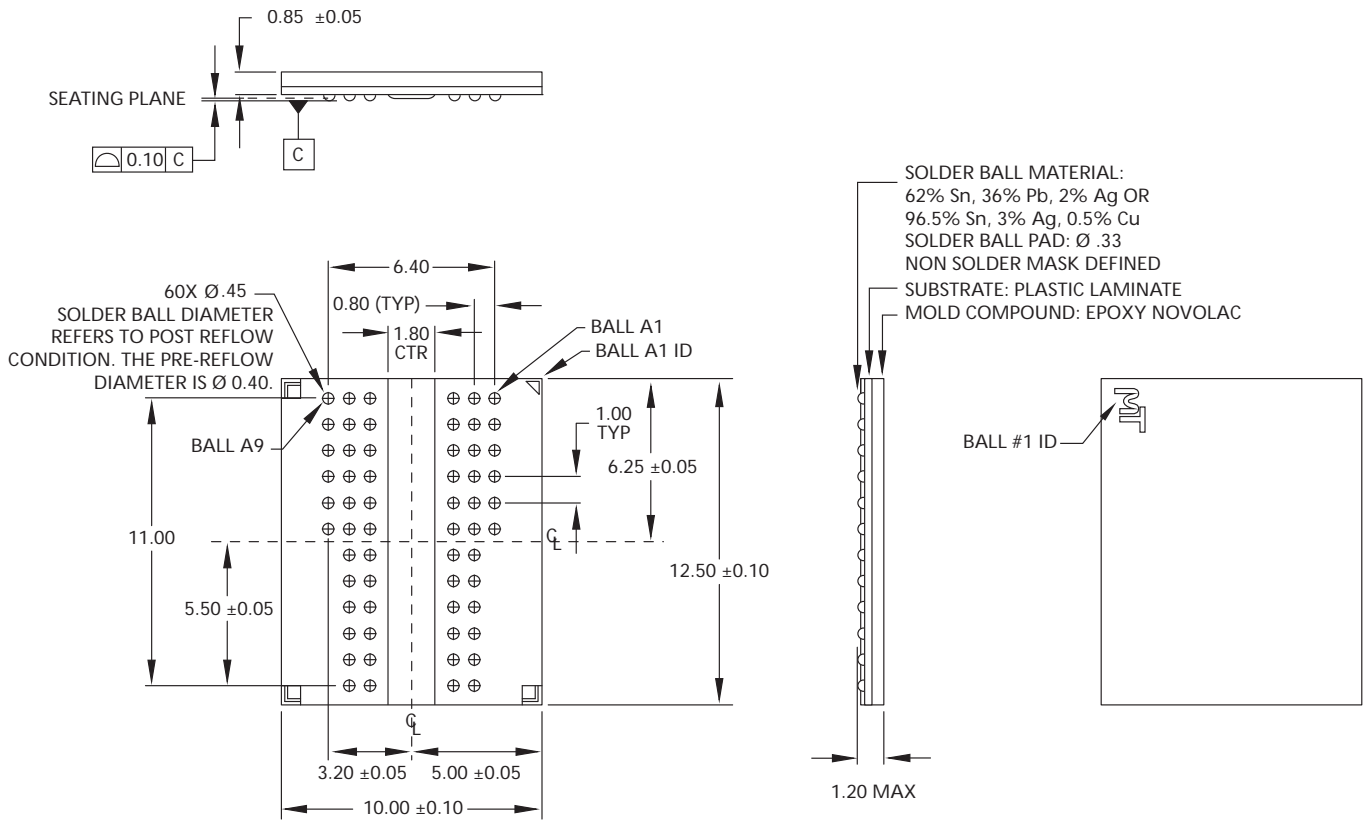 0.85 ±0.05
SEATING PLANE
0.10 C
C
SOLDER BALL MATERIAL:
62% Sn, 36% Pb, 2% Ag OR
96.5% Sn, 3% Ag, 0.5% Cu
SOLDER BALL PAD: Ø .33
NON SOLDER MASK DEFINED
SUBSTRATE: PLASTIC LAMINATE
MOLD COMPOUND: EPOXY NOVOLAC
6.40
0.80 (TYP)
1.80
CTR
60X Ø.45
SOLDER BALL DIAMETER
REFERS TO POST REFLOW
CONDITION. THE PRE-REFLOW
DIAMETER IS Ø 0.40.
BALL A1
BALL A1 ID
BALL A9
1.00
TYP
6.25 ±0.05
BALL #1 ID
MT
CL
11.00
12.50 ±0.10
5.50 ±0.05
CL
3.20 ±0.05
5.00 ±0.05
10.00 ±0.10
1.20 MAX